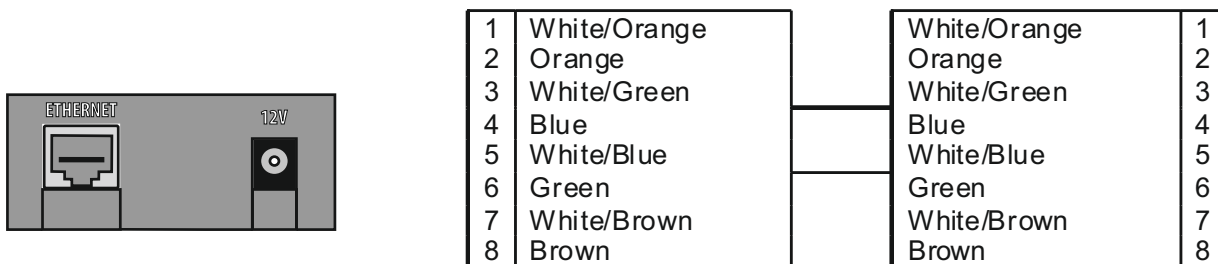 ETHERNET 12V
1 White/Orange White/Orange 1
2 Orange Orange 2
3 White/Green White/Green 3
4 Blue Blue 4
5 White/Blue White/Blue 5
6 Green Green 6
7 White/Brown White/Brown 7
8 Brown Brown 8